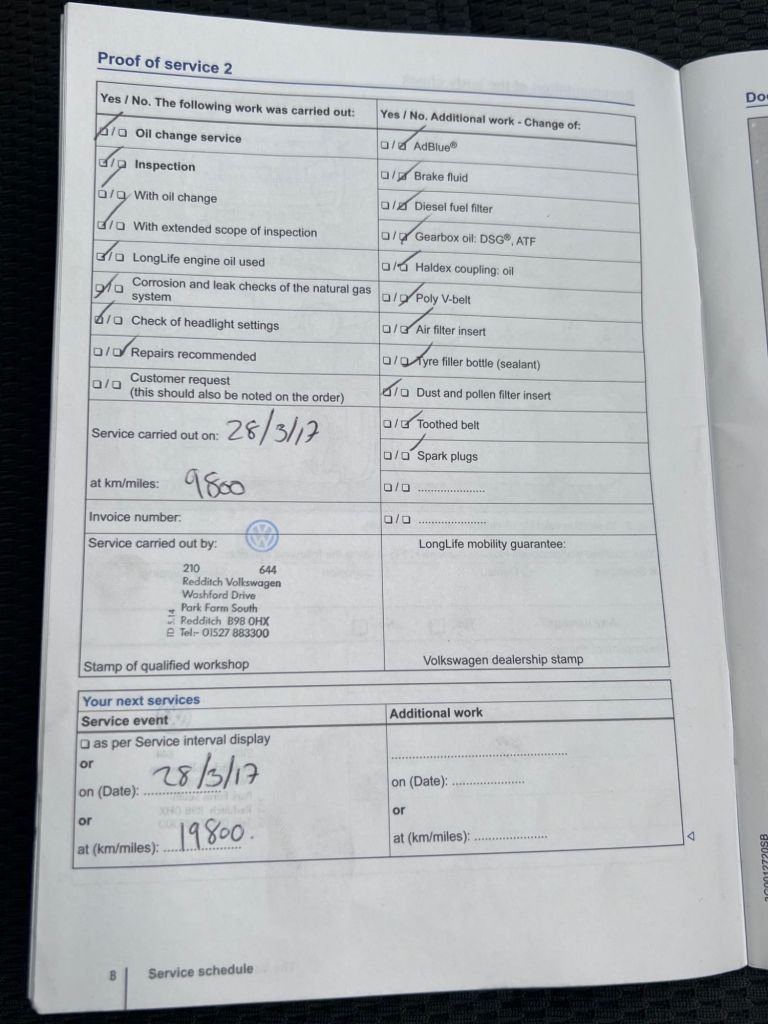 Proof of service 2
Yes / No. The following work was carried out:
❏/❏ Oil change service
❏/❏ Inspection
❏/❏ With oil change
❏/❏ With extended scope of inspection
❏/❏ LongLife engine oil used
❏/❏ Corrosion and leak checks of the natural gas
system
❏/❏ Check of headlight settings
❏/❏ Repairs recommended
❏/❏ Customer request
(this should also be noted on the order)
Service carried out on: 28/3/17
at km/miles: 9800
Invoice number:
Service carried out by:
210 644
Redditch Volkswagen
Washford Drive
Park Farm South
Redditch B98 0HX
Tel:- 01527 883300
Stamp of qualified workshop
Yes / No. Additional work - Change of:
❏/❏ AdBlue®
❏/❏ Brake fluid
❏/❏ Diesel fuel filter
❏/❏ Gearbox oil: DSG®, ATF
❏/❏ Haldex coupling: oil
❏/❏ Poly V-belt
❏/❏ Air filter insert
❏/❏ Tyre filler bottle (sealant)
❏/❏ Dust and pollen filter insert
❏/❏ Toothed belt
❏/❏ Spark plugs
❏/❏ ......................
❏/❏ ......................
LongLife mobility guarantee:
Volkswagen dealership stamp
Your next services
Service event
❏ as per Service interval display
or
on (Date): 28/3/17
or
at (km/miles): 19800.
Additional work
on (Date): ......................
or
at (km/miles): ......................
8 Service schedule